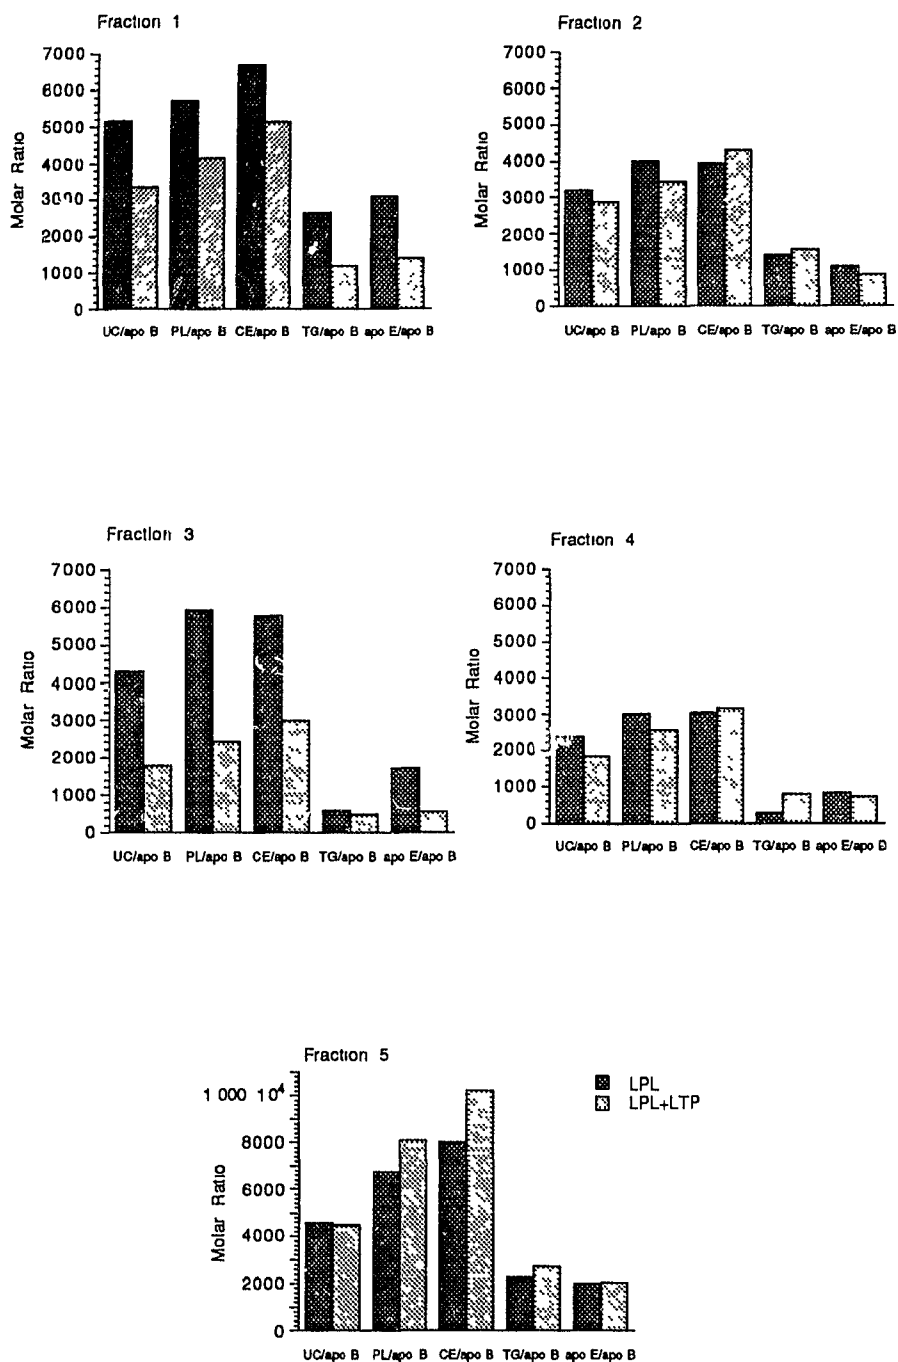 Fraction 1
7000
6000
5000
4000
3000
2000
1000
0
Molar Ratio
UC/apo B PL/apo B CE/apo B TG/apo B apo E/apo B
Fraction 2
7000
6000
5000
4000
3000
2000
1000
0
Molar Ratio
UC/apo B PL/apo B CE/apo B TG/apo B apo E/apo B
Fraction 3
7000
6000
5000
4000
3000
2000
1000
0
Molar Ratio
UC/apo B PL/apo B CE/apo B TG/apo B apo E/apo B
Fraction 4
7000
6000
5000
4000
3000
2000
1000
0
Molar Ratio
UC/apo B PL/apo B CE/apo B TG/apo B apo E/apo B
Fraction 5
1 000 10⁴
8000
6000
4000
2000
0
Molar Ratio
UC/apo B PL/apo B CE/apo B TG/apo B apo E/apo B
LPL
LPL+LTP